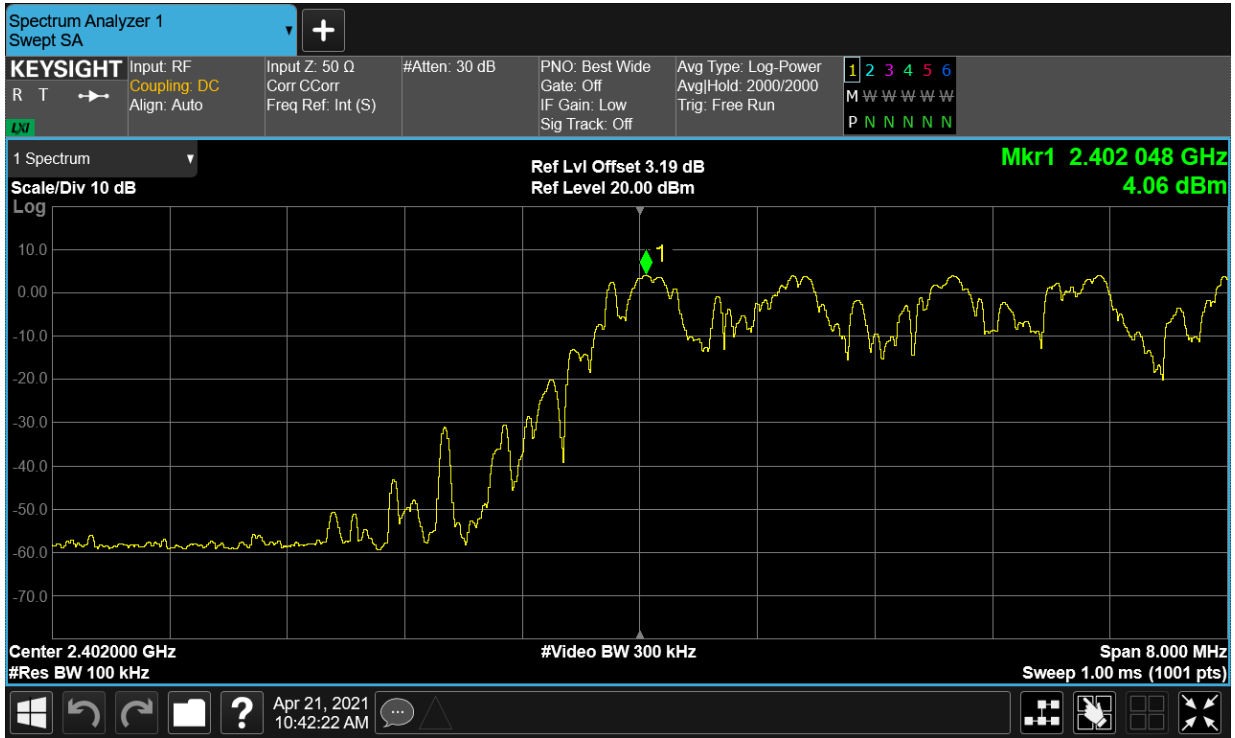 Spectrum Analyzer 1
Swept SA
KEYSIGHT
R T
LXI
Input: RF
Coupling: DC
Align: Auto
Input Z: 50 Ω
Corr CCorr
Freq Ref: Int (S)
#Atten: 30 dB
PNO: Best Wide
Gate: Off
IF Gain: Low
Sig Track: Off
Avg Type: Log-Power
Avg|Hold: 2000/2000
Trig: Free Run
1 2 3 4 5 6
M W W W W W
P N N N N N
1 Spectrum
Scale/Div 10 dB
Log
Ref Lvl Offset 3.19 dB
Ref Level 20.00 dBm
Mkr1 2.402 048 GHz
4.06 dBm
1
10.0
0.00
-10.0
-20.0
-30.0
-40.0
-50.0
-60.0
-70.0
Center 2.402000 GHz
#Res BW 100 kHz
#Video BW 300 kHz
Span 8.000 MHz
Sweep 1.00 ms (1001 pts)
?
Apr 21, 2021
10:42:22 AM